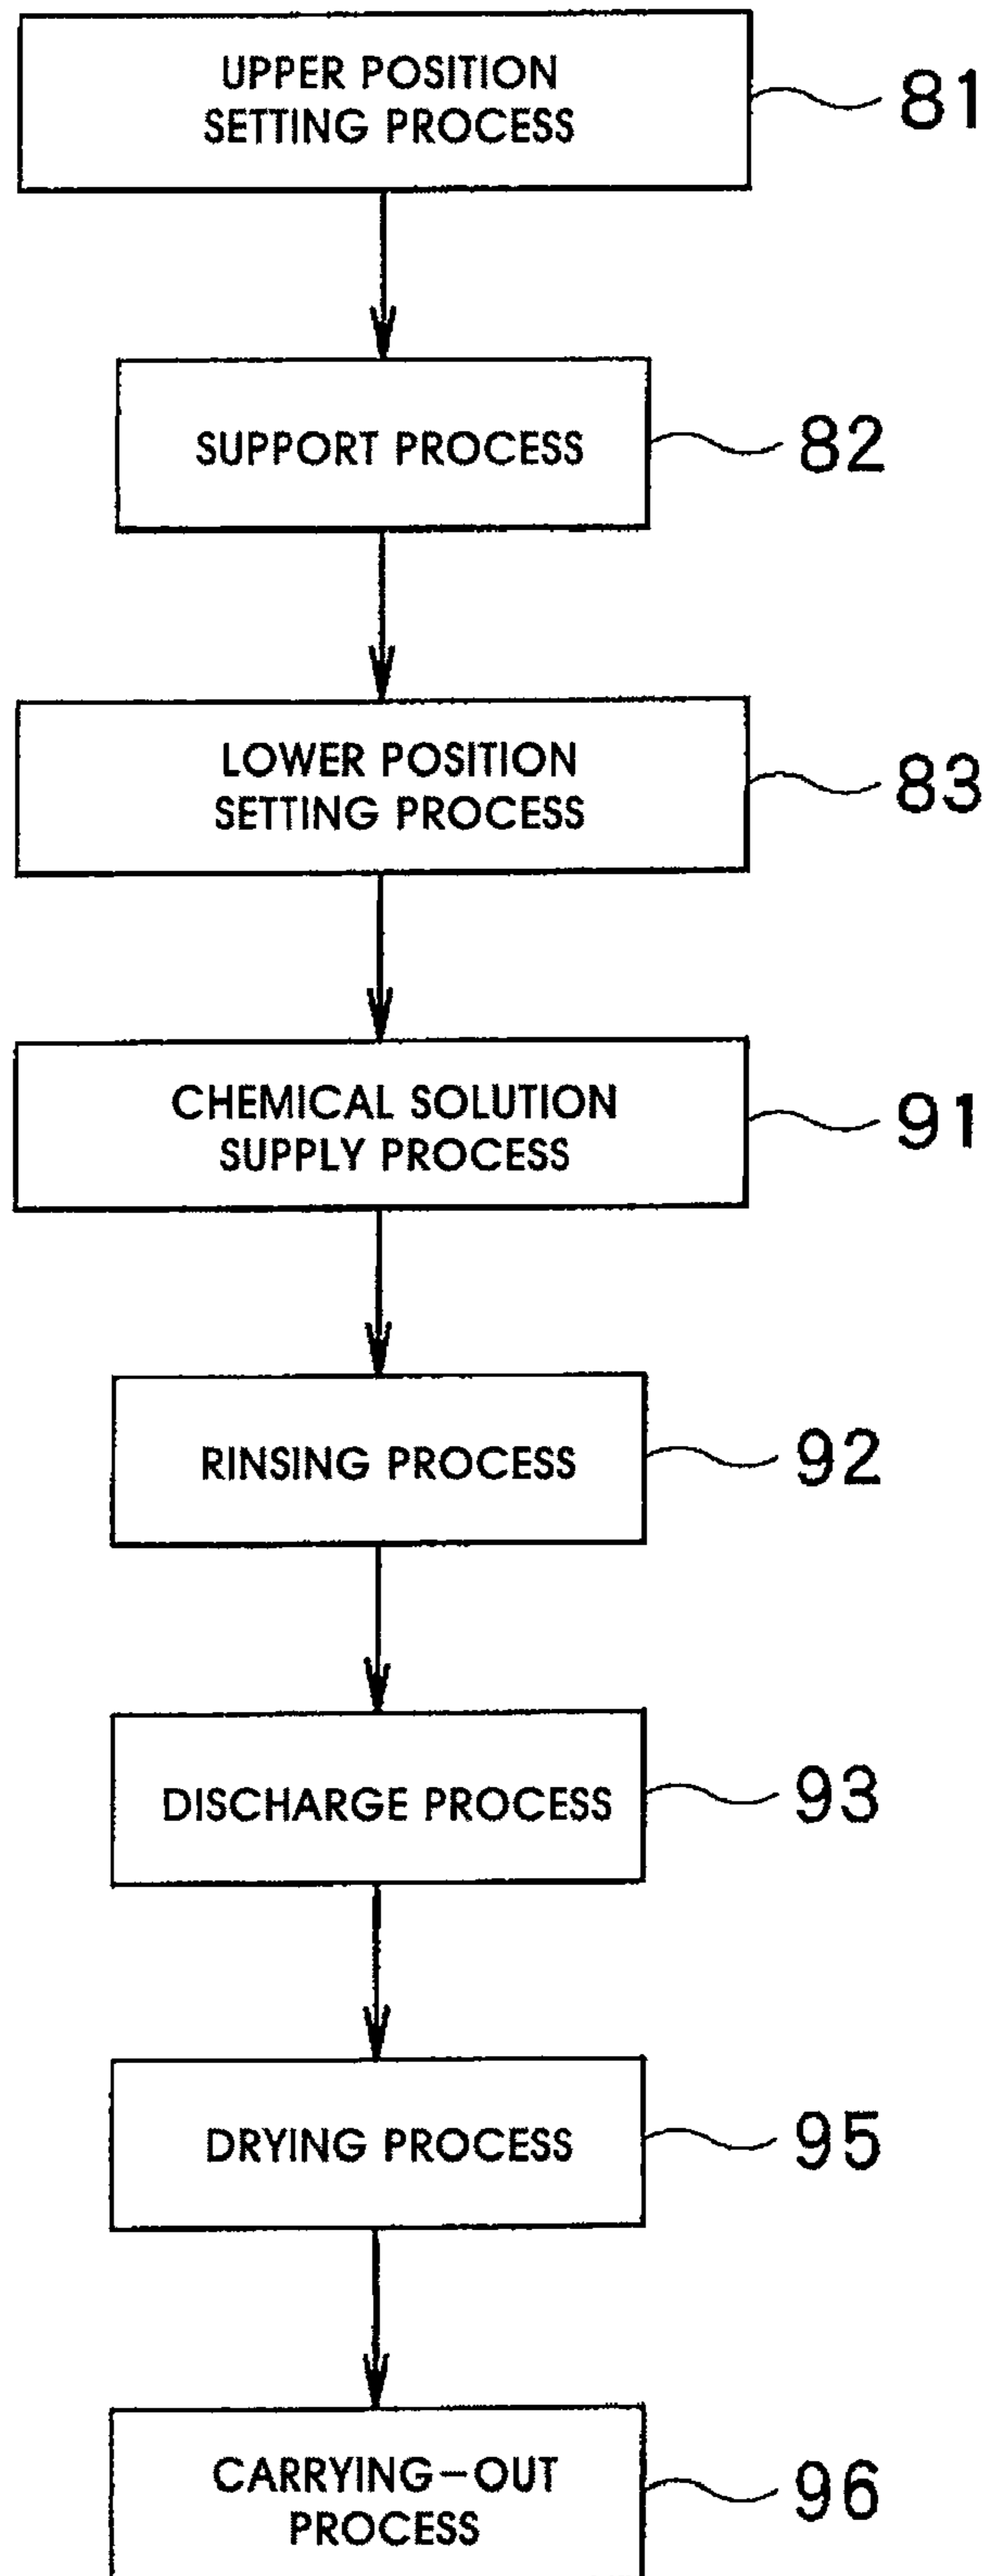 UPPER POSITION
SETTING PROCESS
81
SUPPORT PROCESS
82
LOWER POSITION
SETTING PROCESS
83
CHEMICAL SOLUTION
SUPPLY PROCESS
91
RINSING PROCESS
92
DISCHARGE PROCESS
93
DRYING PROCESS
95
CARRYING-OUT
PROCESS
96